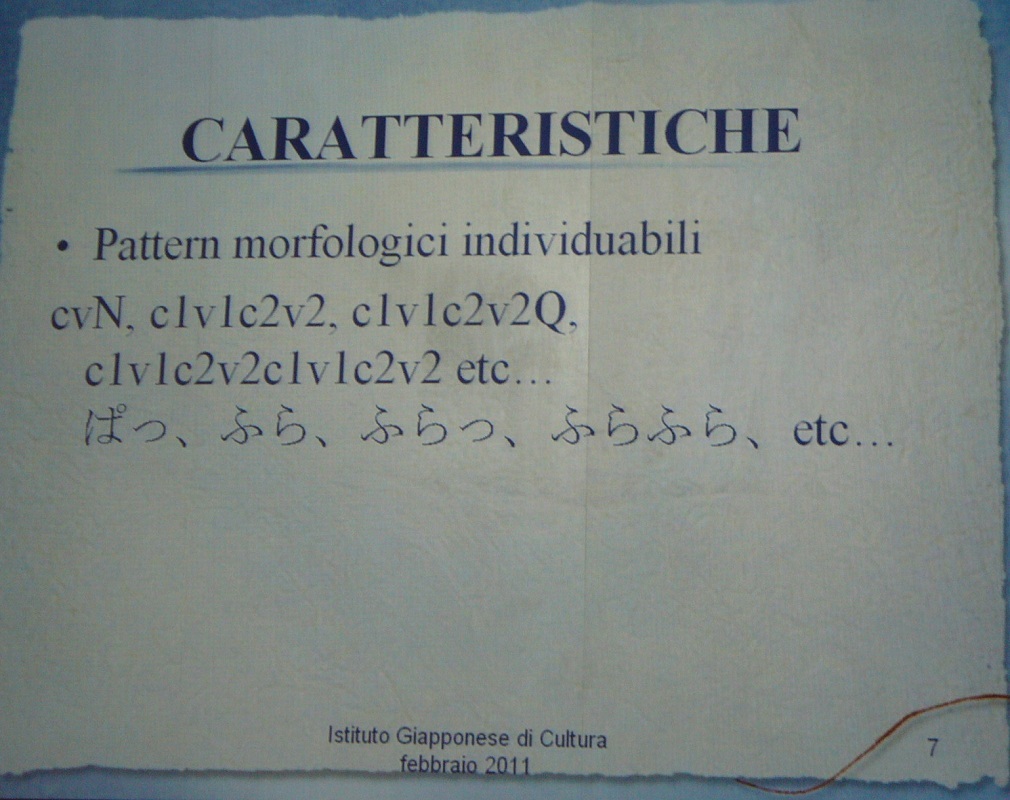 CARATTERISTICHE
• Pattern morfologici individuabili
cvN, c1v1c2v2, c1v1c2v2Q,
c1v1c2v2c1v1c2v2 etc…
ぱっ、ふら、ふらっ、ふらふら、etc…
Istituto Giapponese di Cultura
febbraio 2011
7